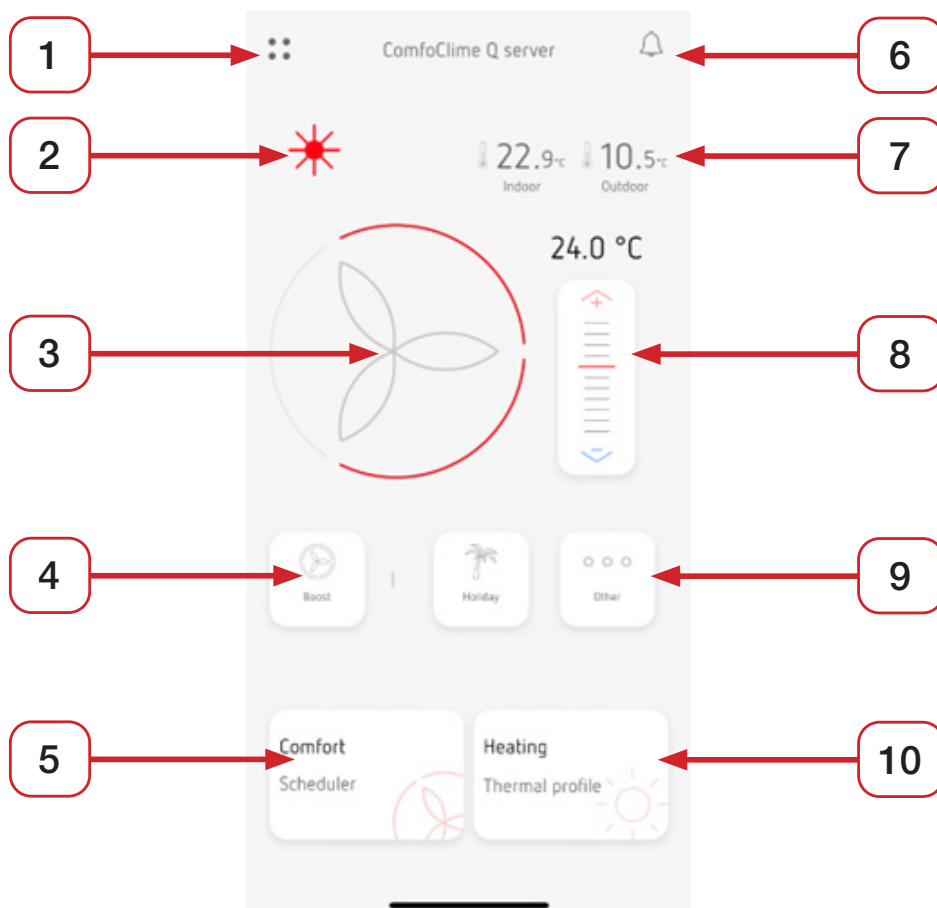 1
ComfoClime Q server
6
2
22.9°C
10.5°C
7
Indoor
Outdoor
24.0 °C
+
3
8
-
4
Boost
Holiday
Other
9
5
Comfort
Scheduler
Heating
Thermal profile
10